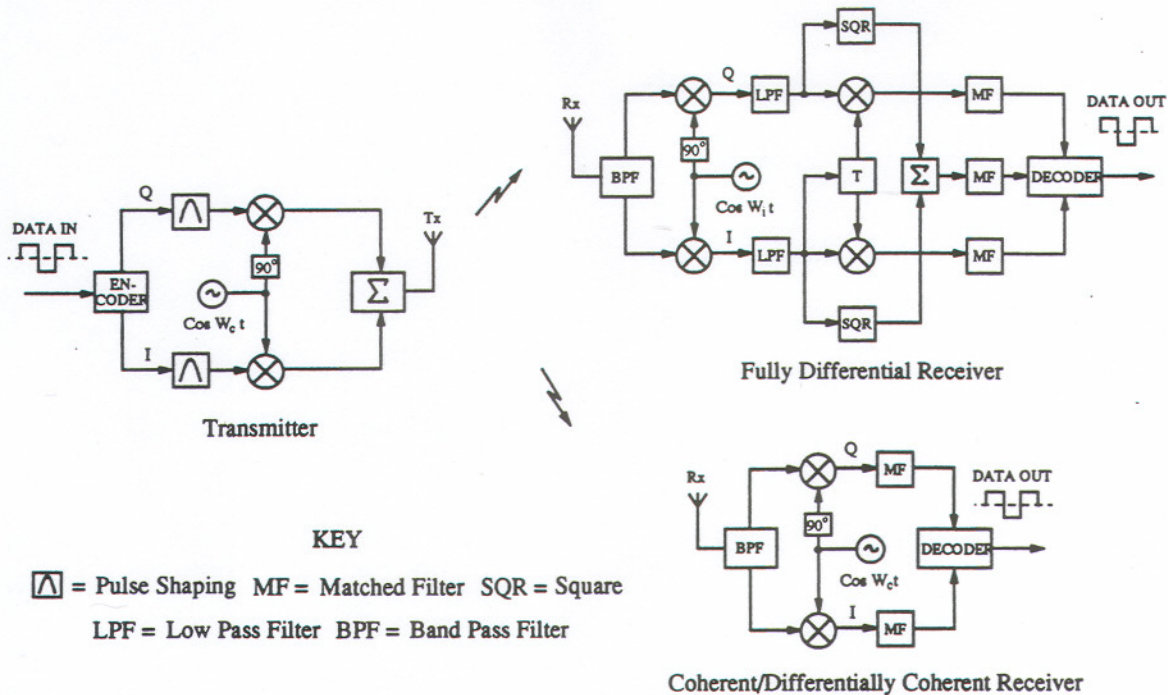 DATA IN
EN-
CODER
Q
I
90°
Cos W_c t
Σ
Tx
Transmitter
Rx
BPF
Q
90°
Cos W_i t
I
LPF
LPF
SQR
T
SQR
Σ
MF
MF
MF
DECODER
DATA OUT
Fully Differential Receiver
Rx
BPF
Q
90°
Cos W_c t
I
MF
MF
DECODER
DATA OUT
Coherent/Differentially Coherent Receiver
KEY
= Pulse Shaping MF = Matched Filter SQR = Square
LPF = Low Pass Filter BPF = Band Pass Filter